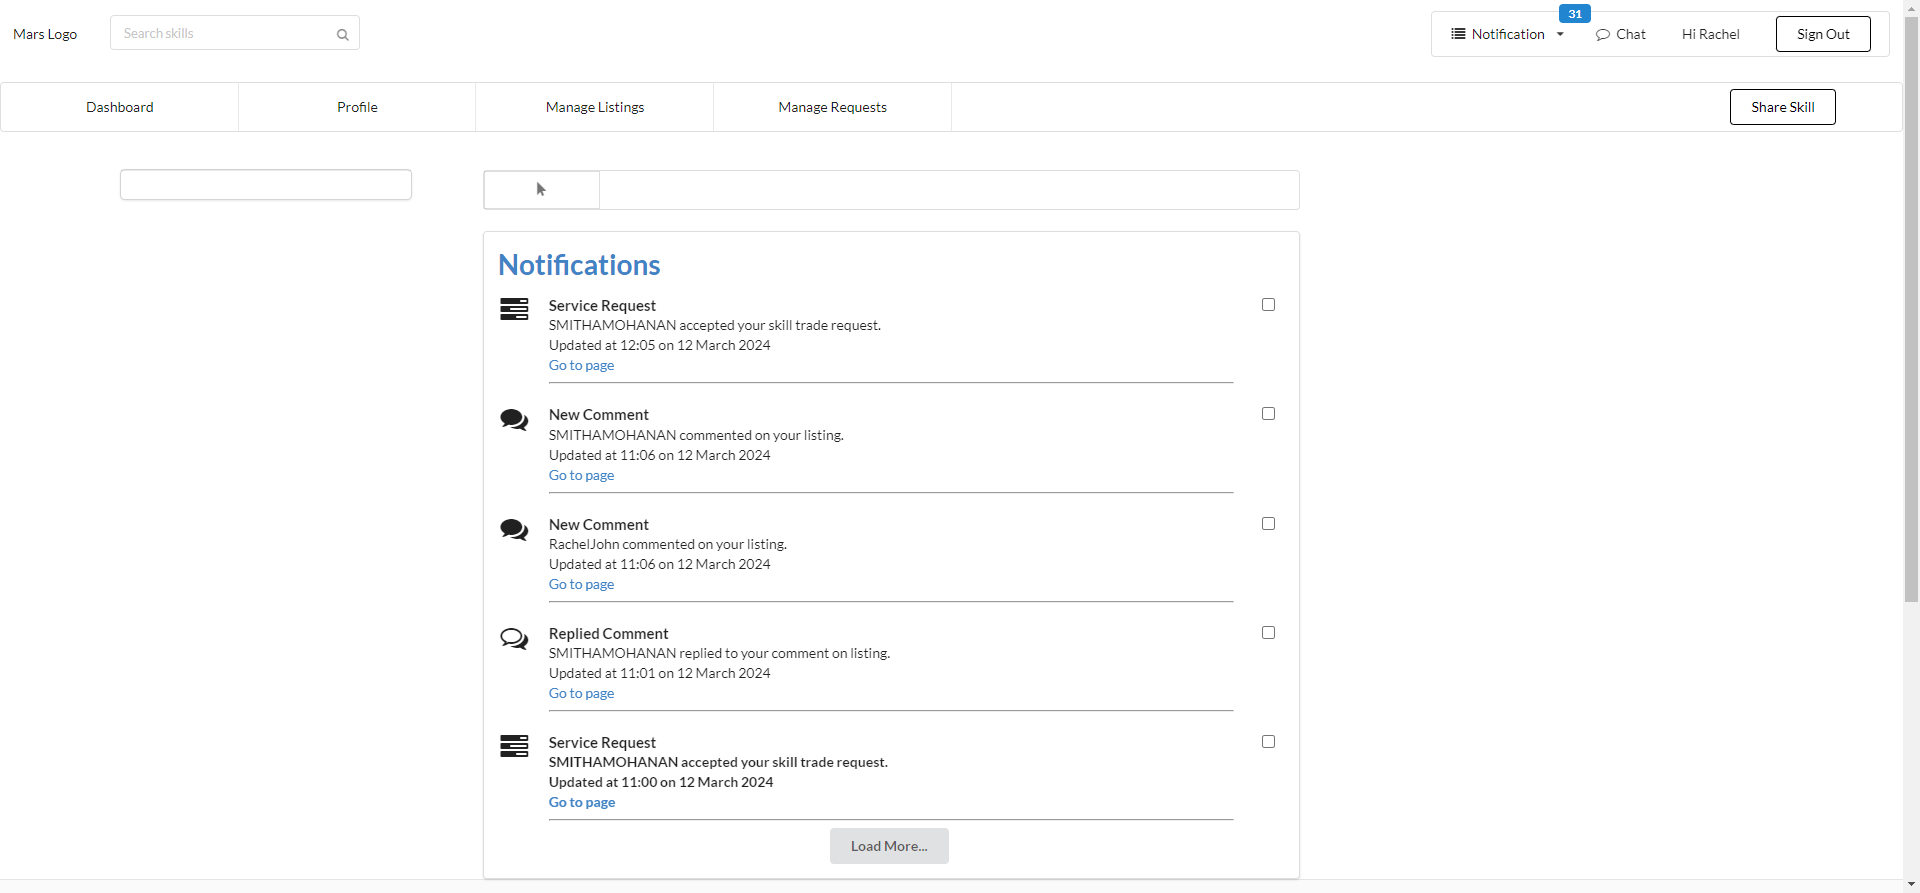 Mars Logo
Search skills
31
Notification
Chat
Hi Rachel
Sign Out
Dashboard
Profile
Manage Listings
Manage Requests
Share Skill
Notifications
Service Request
SMITHAMOHANAN accepted your skill trade request.
Updated at 12:05 on 12 March 2024
Go to page
New Comment
SMITHAMOHANAN commented on your listing.
Updated at 11:06 on 12 March 2024
Go to page
New Comment
RachelJohn commented on your listing.
Updated at 11:06 on 12 March 2024
Go to page
Replied Comment
SMITHAMOHANAN replied to your comment on listing.
Updated at 11:01 on 12 March 2024
Go to page
Service Request
SMITHAMOHANAN accepted your skill trade request.
Updated at 11:00 on 12 March 2024
Go to page
Load More...